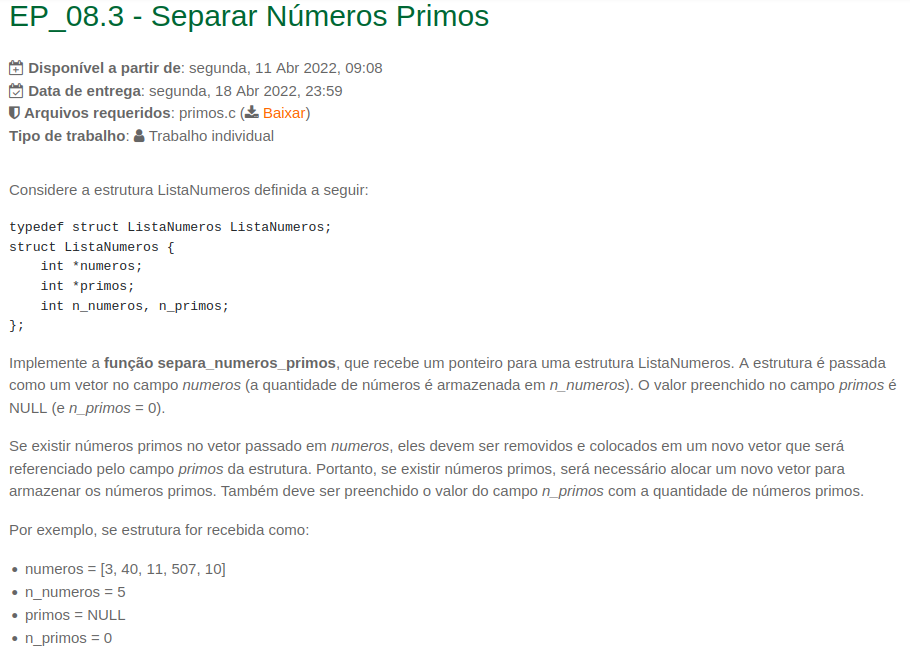 EP_08.3 - Separar Números Primos
Disponível a partir de: segunda, 11 Abr 2022, 09:08
Data de entrega: segunda, 18 Abr 2022, 23:59
Arquivos requeridos: primos.c (Baixar)
Tipo de trabalho: Trabalho individual
Considere a estrutura ListaNumeros definida a seguir:
typedef struct ListaNumeros ListaNumeros;
struct ListaNumeros {
    int *numeros;
    int *primos;
    int n_numeros, n_primos;
};
Implemente a função separa_numeros_primos, que recebe um ponteiro para uma estrutura ListaNumeros. A estrutura é passada
como um vetor no campo numeros (a quantidade de números é armazenada em n_numeros). O valor preenchido no campo primos é
NULL (e n_primos = 0).
Se existir números primos no vetor passado em numeros, eles devem ser removidos e colocados em um novo vetor que será
referenciado pelo campo primos da estrutura. Portanto, se existir números primos, será necessário alocar um novo vetor para
armazenar os números primos. Também deve ser preenchido o valor do campo n_primos com a quantidade de números primos.
Por exemplo, se estrutura for recebida como:
• numeros = [3, 40, 11, 507, 10]
• n_numeros = 5
• primos = NULL
• n_primos = 0